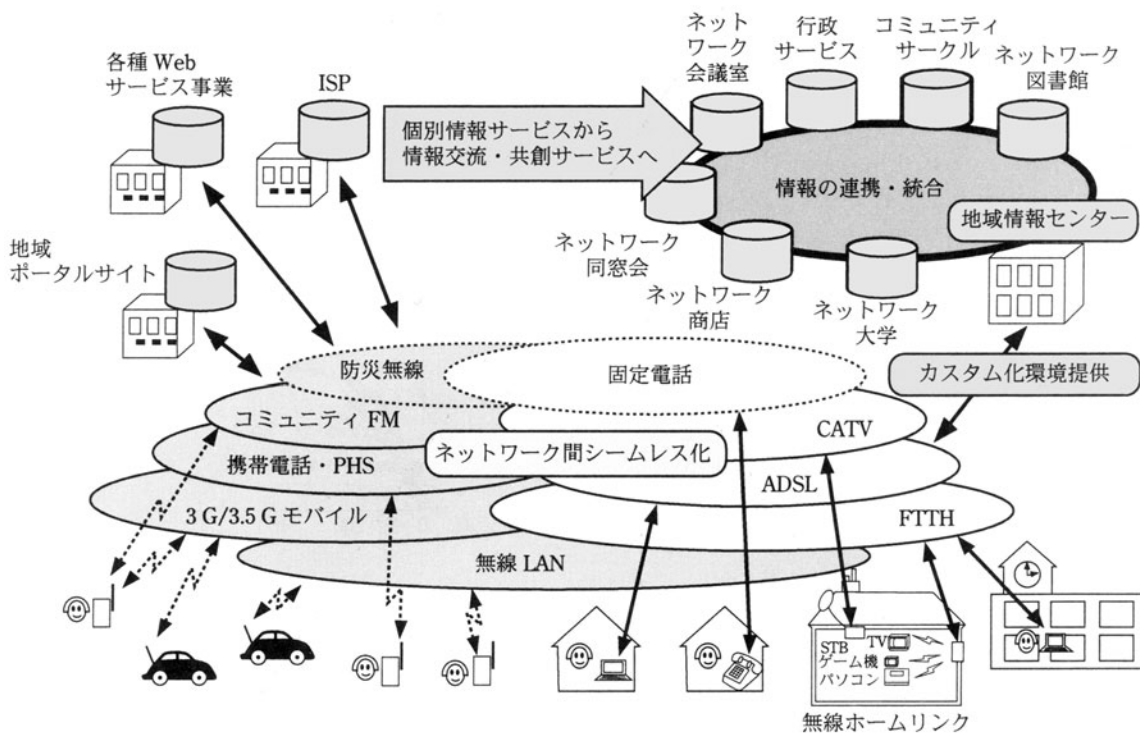 各種 Web
サービス事業
ISP
ネット
ワーク
会議室
行政
サービス
コミュニティ
サークル
ネットワーク
図書館
個別情報サービスから
情報交流・共創サービスへ
情報の連携・統合
地域情報センター
地域
ポータルサイト
ネットワーク
同窓会
ネットワーク
商店
ネットワーク
大学
防災無線
固定電話
カスタム化環境提供
コミュニティ FM
CATV
ネットワーク間シームレス化
携帯電話・PHS
ADSL
3 G/3.5 G モバイル
FTTH
無線 LAN
STB
TV
ゲーム機
パソコン
無線ホームリンク